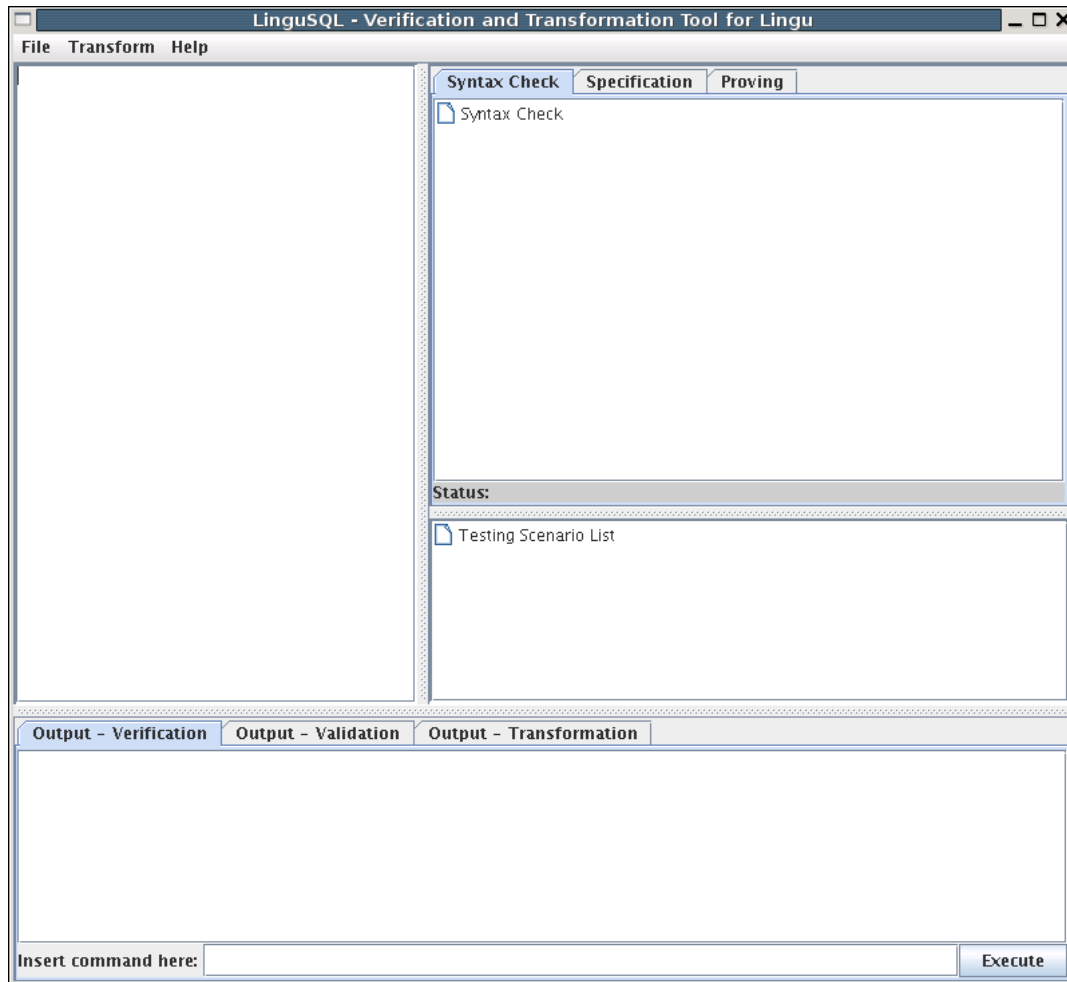 LinguSQL - Verification and Transformation Tool for Lingu
File Transform Help
Syntax Check Specification Proving
Syntax Check
Status:
Testing Scenario List
Output - Verification Output - Validation Output - Transformation
Insert command here: Execute